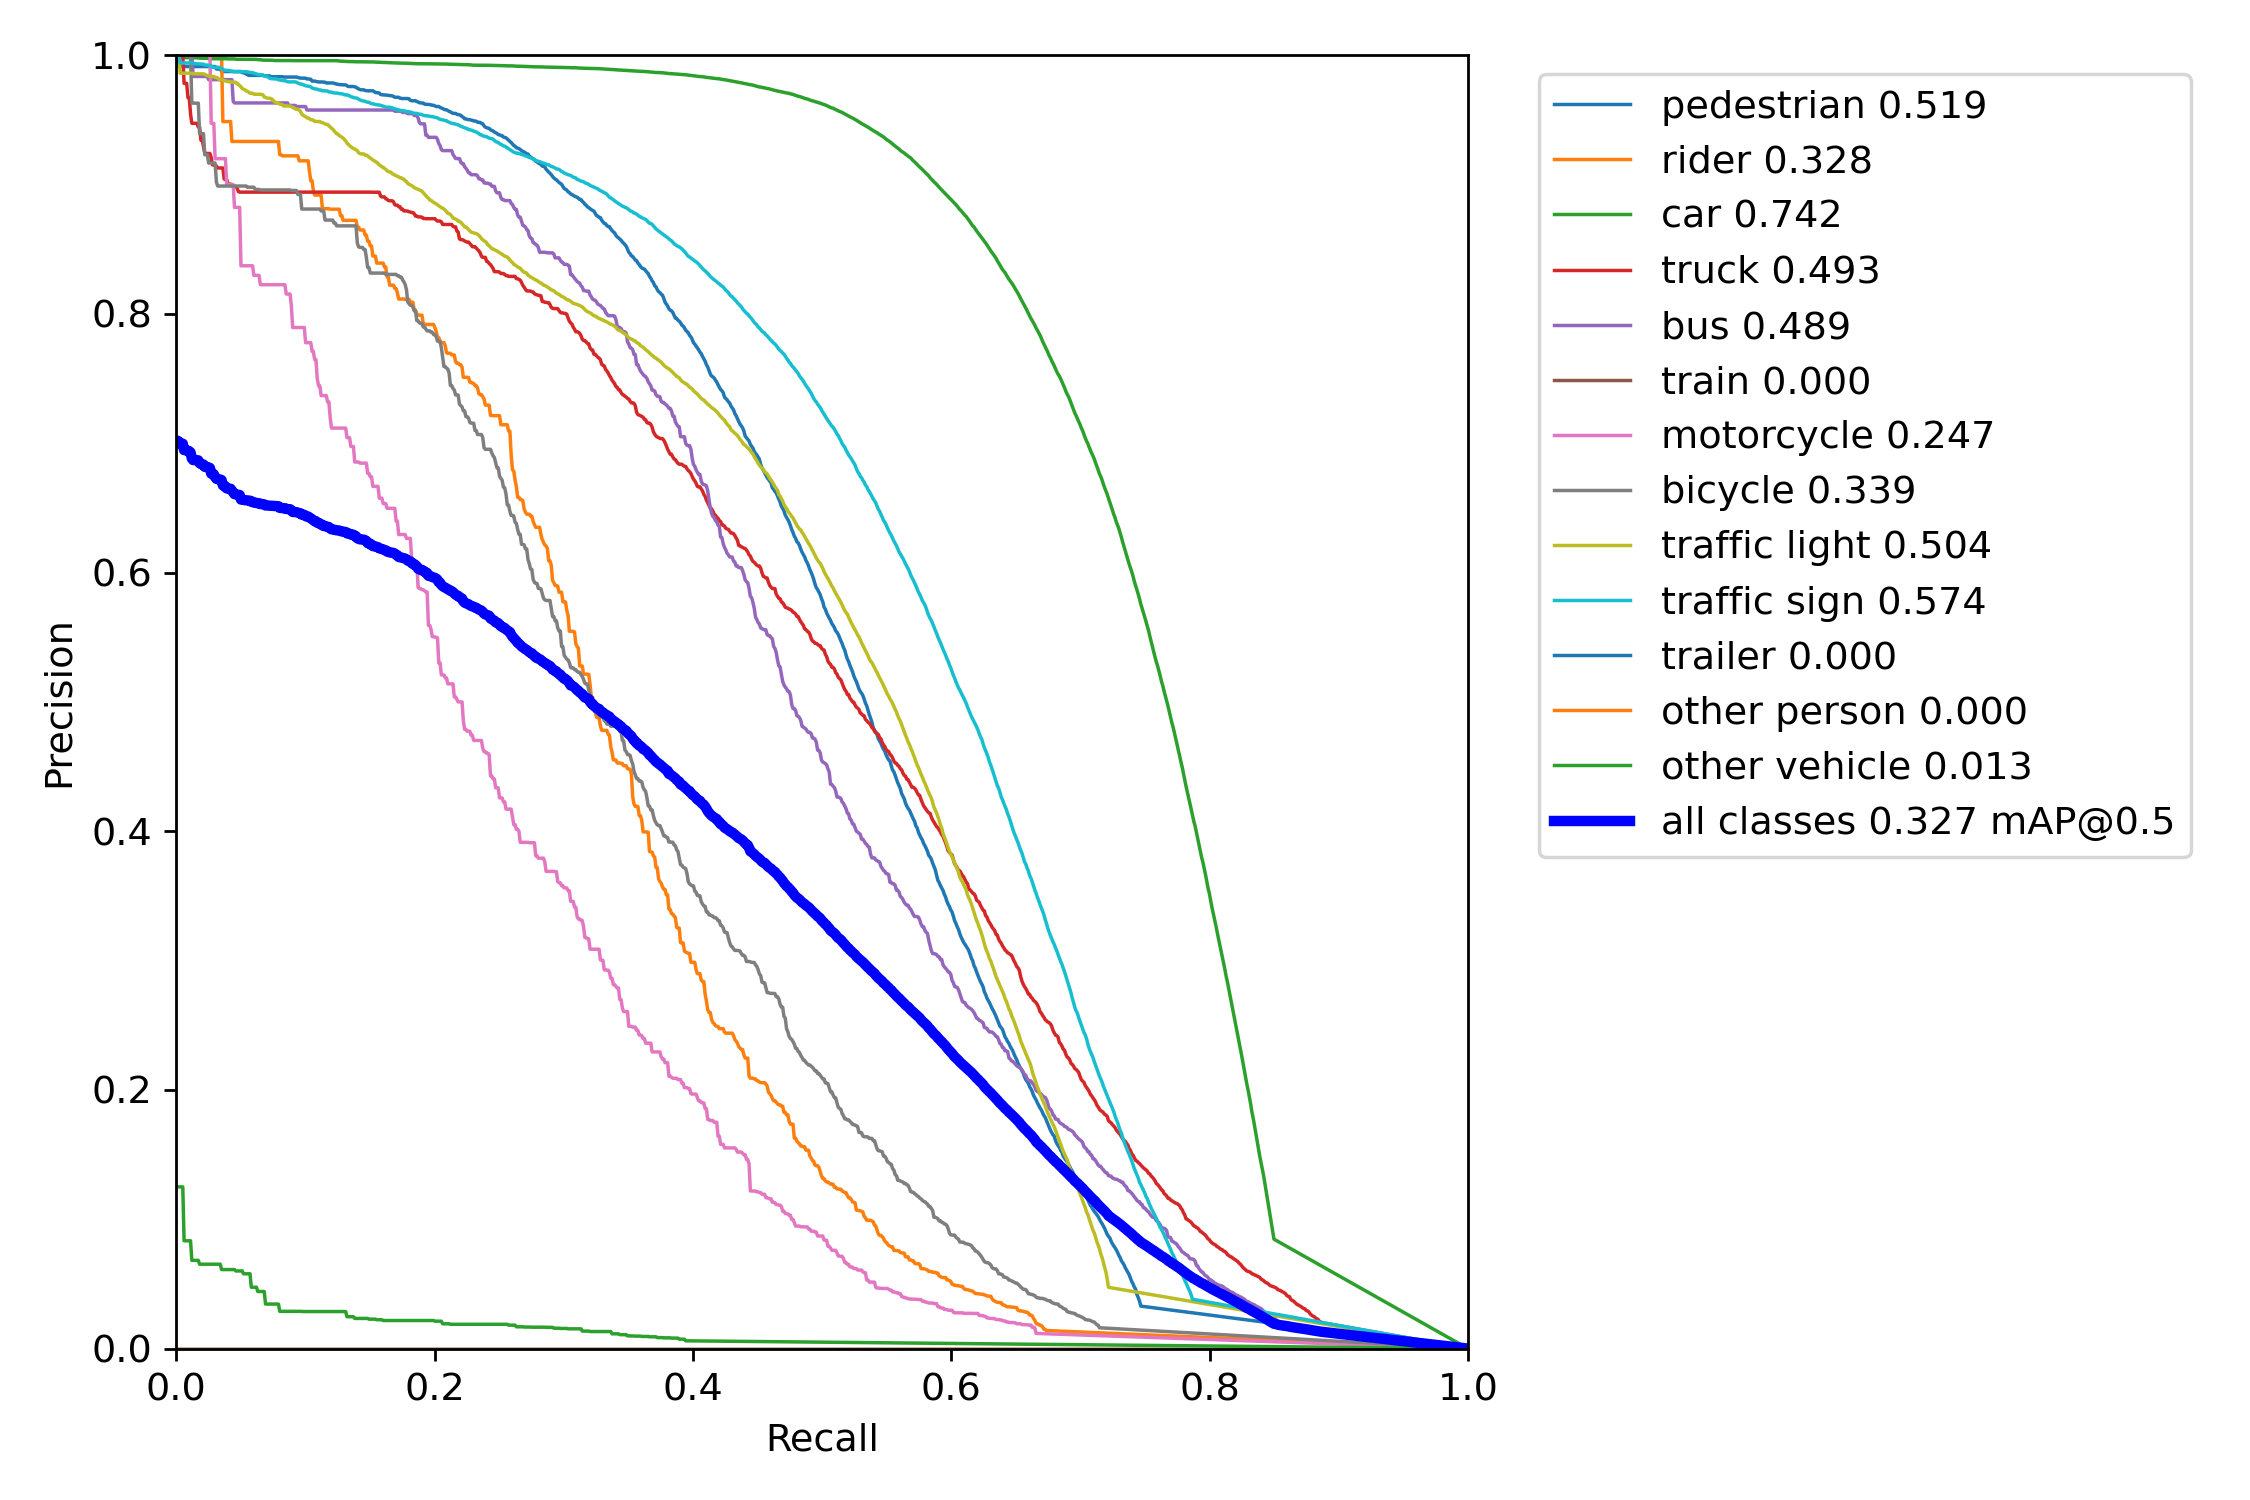 1.0
0.8
0.6
0.4
0.2
0.0
Precision
0.0 0.2 0.4 0.6 0.8 1.0
Recall
pedestrian 0.519
rider 0.328
car 0.742
truck 0.493
bus 0.489
train 0.000
motorcycle 0.247
bicycle 0.339
traffic light 0.504
traffic sign 0.574
trailer 0.000
other person 0.000
other vehicle 0.013
all classes 0.327 mAP@0.5